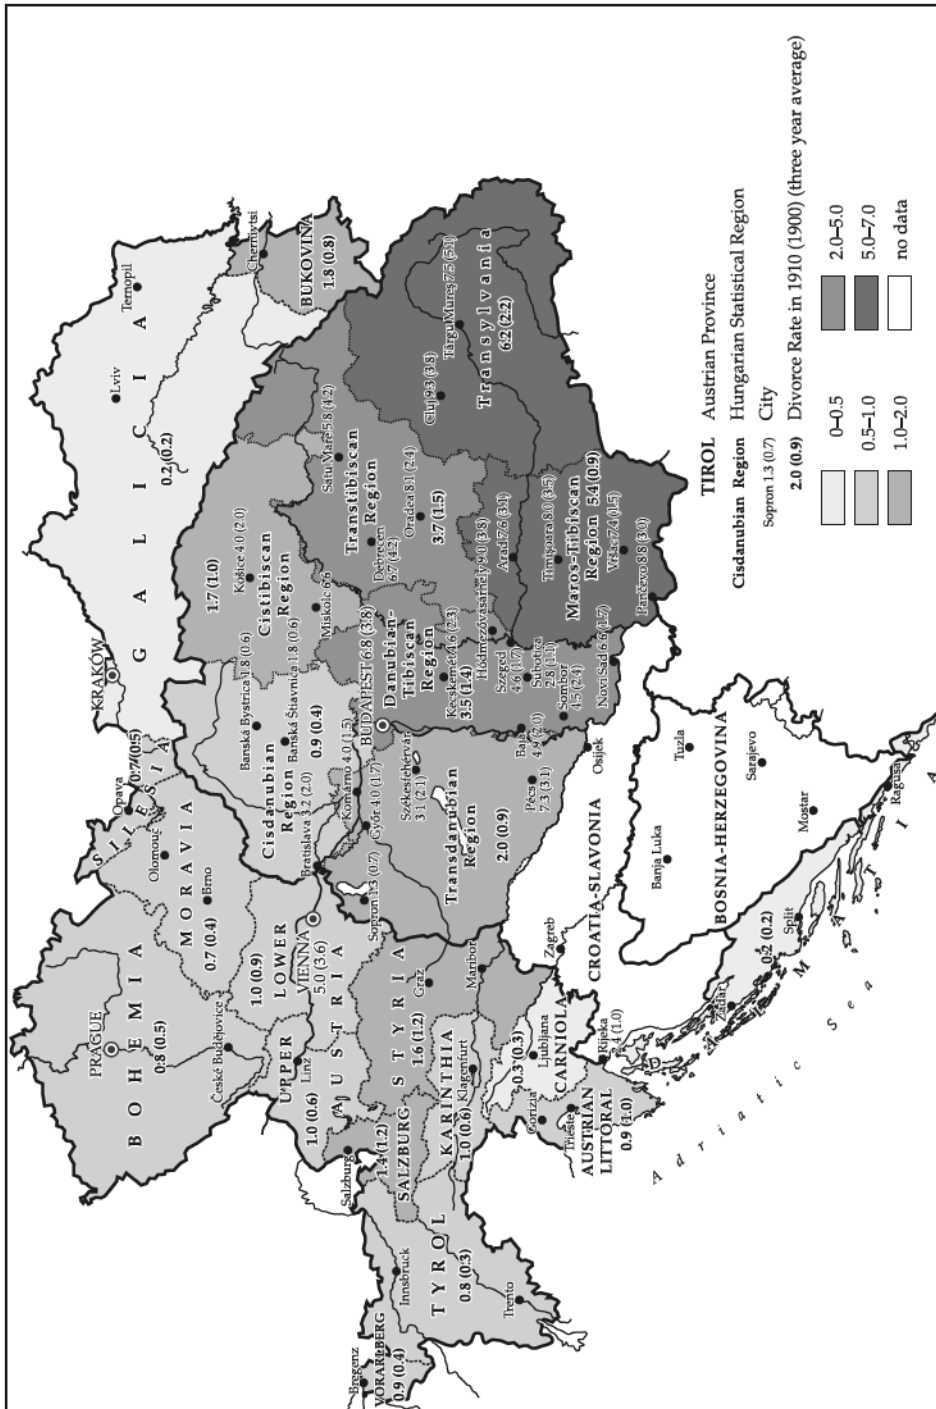 Bregenz
VORARLBERG
0.9 (0.4)
Innsbruck
TYROL
0.8 (0.3)
Trento
Salzburg
1.4 (1.2)
SALZBURG
KARINTHIA
1.0 (0.6)
Klagenfurt
PRAGUE
BOHEMIA
0.8 (0.5)
České Budějovice
UPPER
Linz
1.0 (0.6)
AUSTRIA
LOWER
1.0 (0.9)
VIENNA
5.0 (3.6)
STYRIA
1.6 (1.2)
Graz
Maribor
Opava
SILESIA
0.7 (0.5)
Olomouc
MORAVIA
Brno
0.7 (0.4)
KRAKÓW
GALICIA
0.2 (0.2)
Lviv
Ternopil
Chernivtsi
BUKOVINA
1.8 (0.8)
Banská Bystrica 1.8 (0.6)
Banská Štiavnica 1.8 (0.6)
Cisdanubian
Region
0.9 (0.4)
Bratislava 3.2 (2.0)
Komárno 4.0 (1.5)
Győr 4.0 (1.7)
Sopron 1.3 (0.7)
Székesfehérvár
3.1 (2.1)
Transdanubian
Region
2.0 (0.9)
Pécs
7.3 (3.1)
1.7 (1.0)
Košice 4.0 (2.0)
Cistibiscan
Region
Miskolc 6.6
BUDAPEST 6.8 (3.8)
Danubian-
Tibiscan
Region
Kecskemét 4.6 (2.3)
3.5 (1.4)
Hódmezővásárhely 9.0 (3.8)
Szeged
4.6 (1.7)
Subotica
2.8 (1.1)
Sombor
4.5 (2.4)
Baja
4.9 (2.0)
Novi Sad 6.6 (1.7)
Satu Mare 5.8 (4.2)
Transtibiscan
Region
Debrecen
6.7 (4.2)
Oradea 8.1 (2.4)
3.7 (1.5)
Arad 7.6 (3.1)
Timişoara 8.0 (3.5)
Maros-Tibiscan
Region 5.4 (0.9)
Vršac 7.4 (1.5)
Pančevo 8.8 (3.0)
Cluj 9.3 (3.8)
Târgu Mureş 7.5 (5.1)
Transylvania
6.2 (2.2)
0.3 (0.3)
Ljubljana
CARNIOLA
Gorizia
Trieste
AUSTRIAN
LITTORAL
0.9 (1.0)
Rijeka
2.4 (1.0)
Zagreb
CROATIA-SLAVONIA
Osijek
Banja Luka
Tuzla
Sarajevo
BOSNIA-HERZEGOVINA
Mostar
DALMATIA
0.2 (0.2)
Zadar
Split
Ragusa
Adriatic Sea
TIROL Austrian Province
Cisdanubian Region Hungarian Statistical Region
Sopron 1.3 (0.7) City
2.0 (0.9) Divorce Rate in 1910 (1900) (three year average)
0–0.5
0.5–1.0
1.0–2.0
2.0–5.0
5.0–7.0
no data